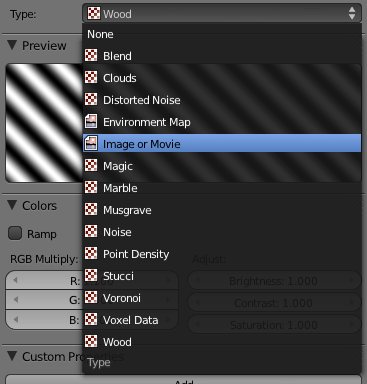 Type: Wood
None
Preview
Blend
Clouds
Distorted Noise
Environment Map
Image or Movie
Magic
Marble
Colors
Musgrave
Ramp
Noise
RGB Multiply:
Point Density
Adjust:
Stucci
R:
Brightness: 1.000
Voronoi
G:
Contrast: 1.000
Voxel Data
B:
Saturation: 1.000
Wood
Custom Properties
Type
Add